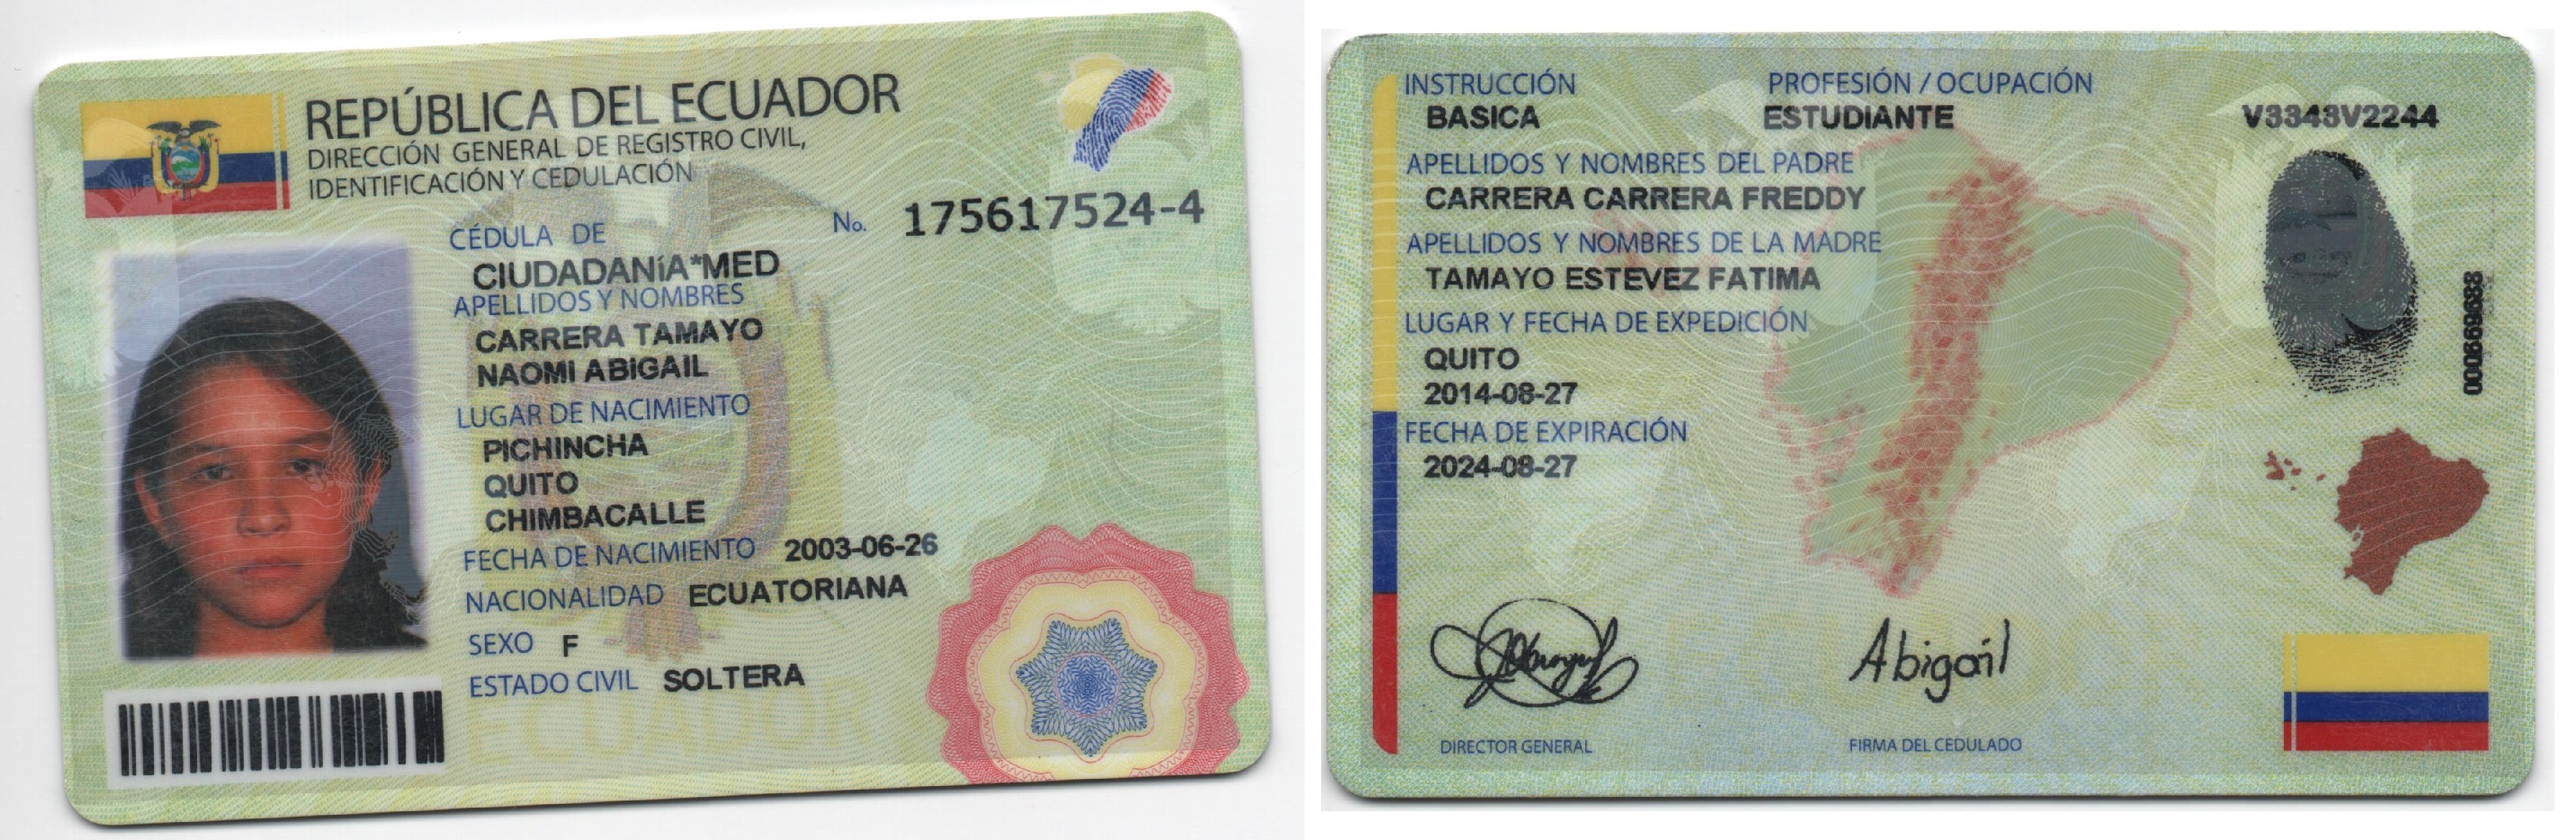 REPÚBLICA DEL ECUADOR
DIRECCIÓN GENERAL DE REGISTRO CIVIL,
IDENTIFICACIÓN Y CEDULACIÓN
CÉDULA DE
No. 175617524-4
CIUDADANíA*MED
APELLIDOS Y NOMBRES
CARRERA TAMAYO
NAOMI ABIGAIL
LUGAR DE NACIMIENTO
PICHINCHA
QUITO
CHIMBACALLE
FECHA DE NACIMIENTO 2003-06-26
NACIONALIDAD ECUATORIANA
SEXO F
ESTADO CIVIL SOLTERA
ECUADOR
INSTRUCCIÓN PROFESIÓN / OCUPACIÓN
BASICA ESTUDIANTE V3343V2244
APELLIDOS Y NOMBRES DEL PADRE
CARRERA CARRERA FREDDY
APELLIDOS Y NOMBRES DE LA MADRE
TAMAYO ESTEVEZ FATIMA
LUGAR Y FECHA DE EXPEDICIÓN
QUITO
2014-08-27
FECHA DE EXPIRACIÓN
2024-08-27
Abigail
DIRECTOR GENERAL FIRMA DEL CEDULADO